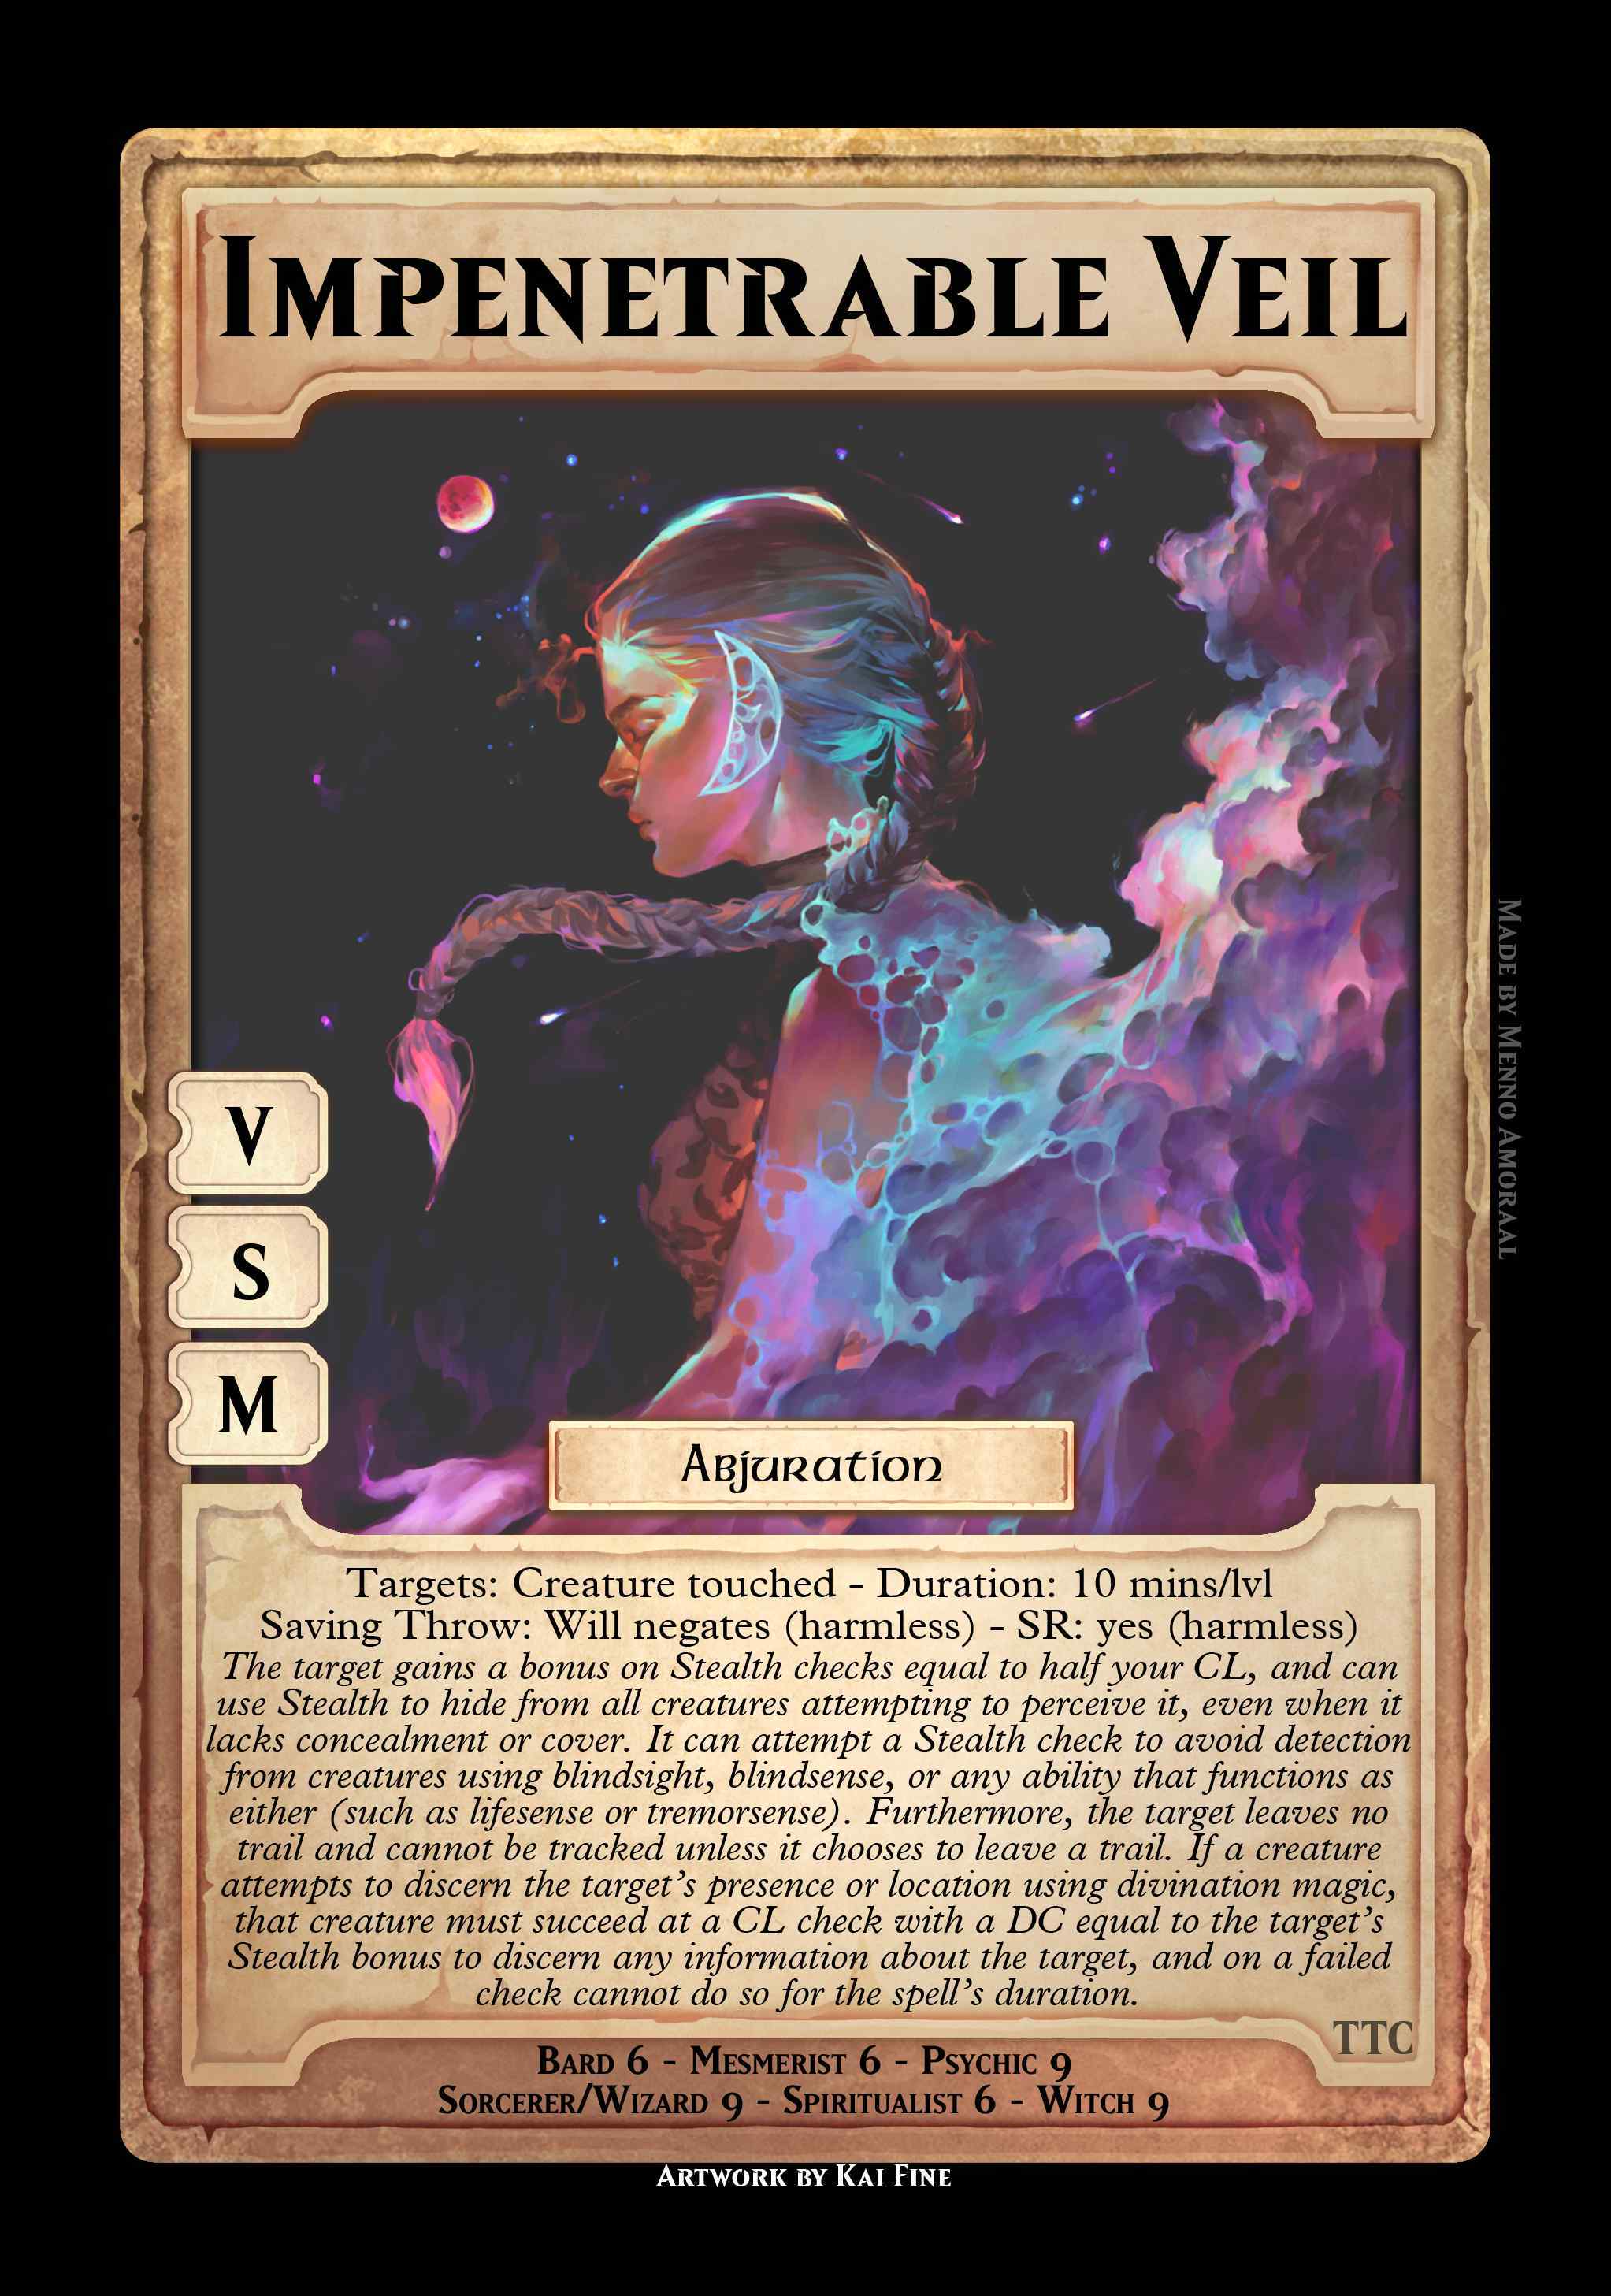 Impenetrable Veil
V
S
M
Abjuration
Targets: Creature touched - Duration: 10 mins/lvl
Saving Throw: Will negates (harmless) - SR: yes (harmless)
The target gains a bonus on Stealth checks equal to half your CL, and can
use Stealth to hide from all creatures attempting to perceive it, even when it
lacks concealment or cover. It can attempt a Stealth check to avoid detection
from creatures using blindsight, blindsense, or any ability that functions as
either (such as lifesense or tremorsense). Furthermore, the target leaves no
trail and cannot be tracked unless it chooses to leave a trail. If a creature
attempts to discern the target's presence or location using divination magic,
that creature must succeed at a CL check with a DC equal to the target's
Stealth bonus to discern any information about the target, and on a failed
check cannot do so for the spell's duration.
TTC
Bard 6 - Mesmerist 6 - Psychic 9
Sorcerer/Wizard 9 - Spiritualist 6 - Witch 9
Artwork by Kai Fine
Made by Menno Amoraal